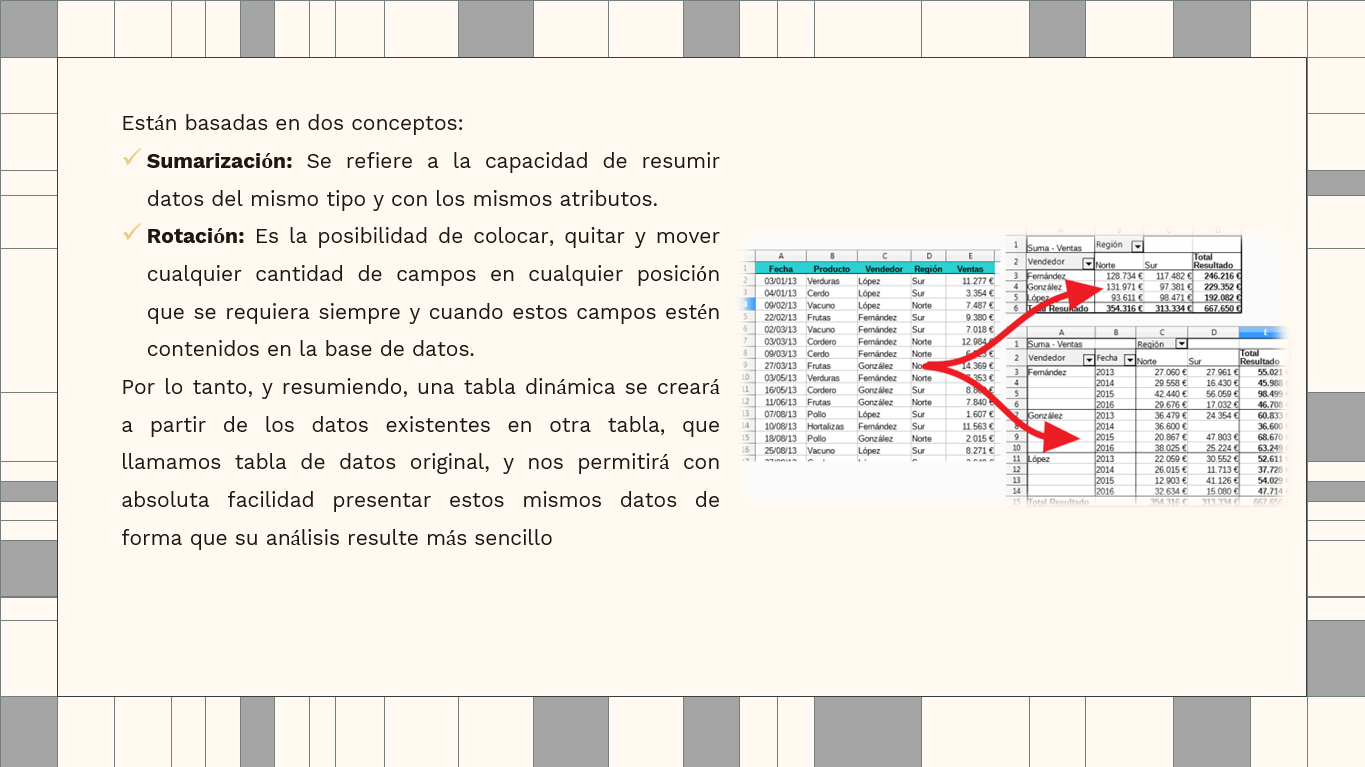 Están basadas en dos conceptos:
Sumarización: Se refiere a la capacidad de resumir
datos del mismo tipo y con los mismos atributos.
Rotación: Es la posibilidad de colocar, quitar y mover
cualquier cantidad de campos en cualquier posición
que se requiera siempre y cuando estos campos estén
contenidos en la base de datos.
Por lo tanto, y resumiendo, una tabla dinámica se creará
a partir de los datos existentes en otra tabla, que
llamamos tabla de datos original, y nos permitirá con
absoluta facilidad presentar estos mismos datos de
forma que su análisis resulte más sencillo
A B C D E
1 Fecha Producto Vendedor Región Ventas
2 03/01/13 Verduras López Sur 11.277 €
3 04/01/13 Cerdo López Sur 3.354 €
09/02/13 Vacuno López Norte 7.487 €
5 22/02/13 Frutas Fernández Sur 9.380 €
6 02/03/13 Vacuno Fernández Sur 7.018 €
7 03/03/13 Cordero Fernández Sur 12.984 €
8 09/03/13 Cerdo Fernández Sur
9 27/03/13 Frutas González 14.369 €
10 03/05/13 Verduras Fernández Sur
11 16/05/13 Cordero González Sur
12 11/06/13 Frutas González Norte 7.840 €
13 07/08/13 Pollo López Sur 1.607 €
14 10/08/13 Hortalizas Fernández Sur 11.563 €
15 18/08/13 Pollo González Norte 2.015 €
16 25/08/13 Vacuno López Norte 8.271 €
1 Suma - Ventas Región
2 Vendedor Norte Sur Total
Resultado
3 Fernández 128.734 € 117.482 € 246.216 €
4 González 131.971 € 97.381 € 229.352 €
5 López 93.611 € 98.471 € 192.082 €
6 Total Resultado 354.316 € 313.334 € 667.650 €
A B C D E
1 Suma - Ventas Región
2 Vendedor Fecha Norte Sur Total
Resultado
3 Fernández 2013 27.060 € 27.961 € 55.021
4 2014 29.558 € 16.430 € 45.988
5 2015 42.440 € 56.059 € 98.499
6 2016 29.676 € 17.032 € 46.708
7 González 2013 36.479 € 24.354 € 60.833
8 2014 36.600 € 36.600
9 2015 20.867 € 47.803 € 68.670
10 2016 38.025 € 25.224 € 63.249
11 López 2013 22.059 € 30.552 € 52.611
12 2014 26.015 € 11.713 € 37.728
13 2015 12.903 € 41.126 € 54.029
14 2016 32.634 € 15.080 € 47.714
15 Total Resultado 354.316 € 313.334 €